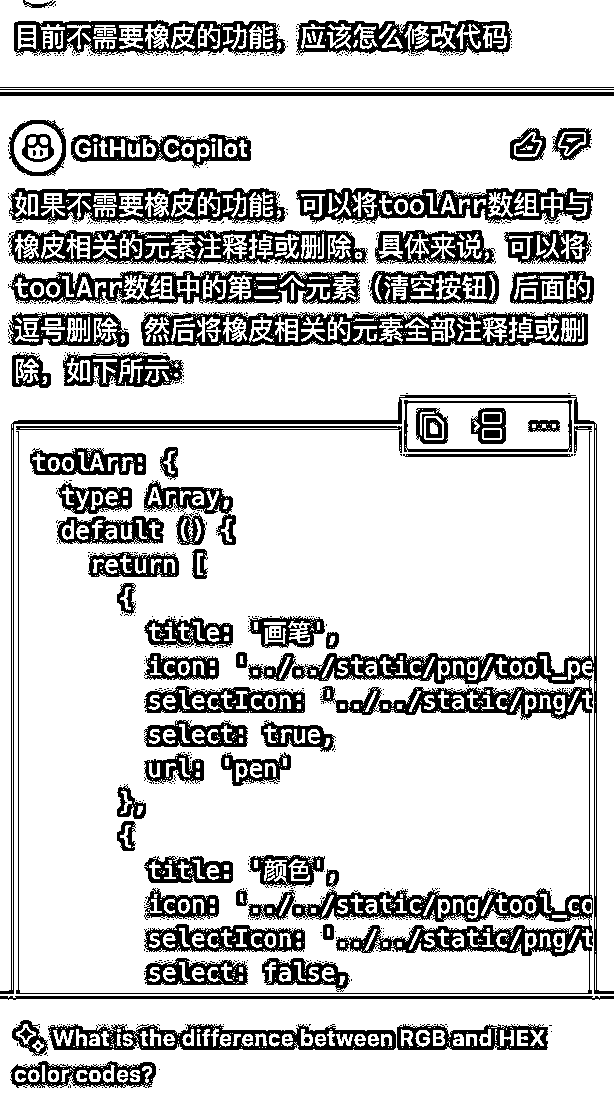 目前不需要橡皮的功能，应该怎么修改代码
GitHub Copilot
如果不需要橡皮的功能，可以将toolArr数组中与
橡皮相关的元素注释掉或删除。具体来说，可以将
toolArr数组中的第三个元素（清空按钮）后面的
逗号删除，然后将橡皮相关的元素全部注释掉或删
除，如下所示：
toolArr: {
type: Array,
default () {
return [
{
title: '画笔',
icon: '../../static/png/tool_pe
selectIcon: '../../static/png/t
select: true,
url: 'pen'
},
{
title: '颜色',
icon: '../../static/png/tool_co
selectIcon: '../../static/png/t
select: false,
What is the difference between RGB and HEX
color codes?